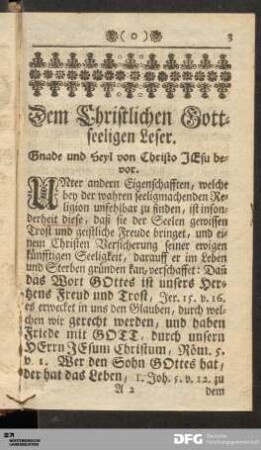 (o) 3
Dem Christlichen Gott-
seeligen Leser.
Gnade und Heyl von Christo JEsu be-
vor.
UNter andern Eigenschafften, welche
bey der wahren seeligmachenden Re-
ligion unfehlbar zu finden, ist inson-
derheit diese, daß sie der Seelen gewissen
Trost und geistliche Freude bringet, und ei-
nem Christen Versicherung seiner ewigen
künfftigen Seeligkeit, darauff er im Leben
und Sterben gründen kan, verschaffet: Dañ
das Wort GOttes ist unsers Her-
tzens Freud und Trost, Jer. 15. v. 16.
es erwecket in uns den Glauben, durch wel-
chen wir gerecht werden, und haben
Friede mit GOTT, durch unsern
HErrn JEsum Christum, Röm. 5.
v. 1. Wer den Sohn GOttes hat,
der hat das Leben, 1. Joh. 5. v. 12. zu
A 2 dem
DFG